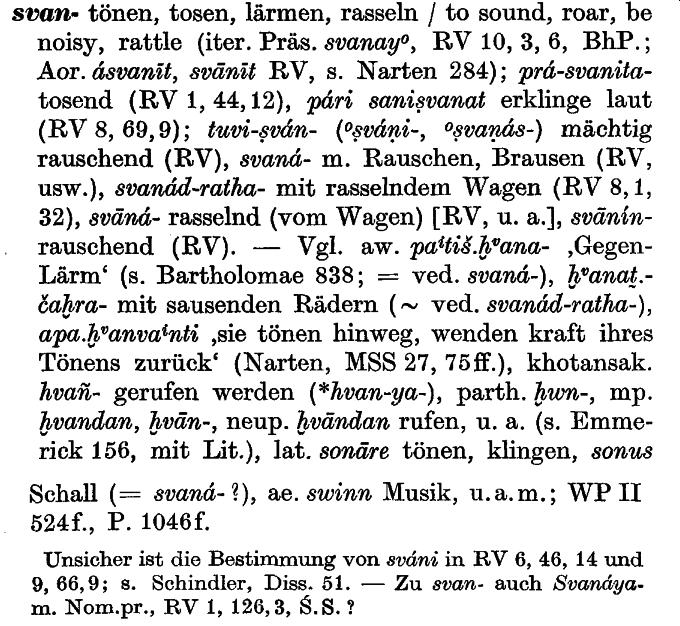 svan- tönen, tosen, lärmen, rasseln / to sound, roar, be
noisy, rattle (iter. Präs. svanayº, RV 10, 3, 6, BhP.;
Aor. ásvanīt, svānīt RV, s. Narten 284); prá-svanita-
tosend (RV 1, 44, 12), pári saniṣvanat erklinge laut
(RV 8, 69, 9); tuvi-ṣván- (ºṣváṇi-, ºṣvaṇás-) mächtig
rauschend (RV), svaná- m. Rauschen, Brausen (RV,
usw.), svanád-ratha- mit rasselndem Wagen (RV 8, 1,
32), svāná- rasselnd (vom Wagen) [RV, u. a.], svānín-
rauschend (RV). — Vgl. aw. paⁱtiš.h̬ᵛana- ‚Gegen-
Lärm‘ (s. Bartholomae 838; = ved. svaná-), h̬ᵛanat̰.-
čah̬ra- mit sausenden Rädern (~ ved. svanád-ratha-),
apa.h̬ᵛanvaⁱnti ‚sie tönen hinweg, wenden kraft ihres
Tönens zurück‘ (Narten, MSS 27, 75ff.), khotansak.
hvañ- gerufen werden (*hvan-ya-), parth. h̬wn-, mp.
h̬vandan, h̬vān-, neup. h̬vāndan rufen, u. a. (s. Emme-
rick 156, mit Lit.), lat. sonāre tönen, klingen, sonus
Schall (= svaná- ?), ae. swinn Musik, u.a.m.; WP II
524f., P. 1046f.
Unsicher ist die Bestimmung von sváni in RV 6, 46, 14 und
9, 66, 9; s. Schindler, Diss. 51. — Zu svan- auch Svanáya-
m. Nom.pr., RV 1, 126, 3, Ś.S. ?